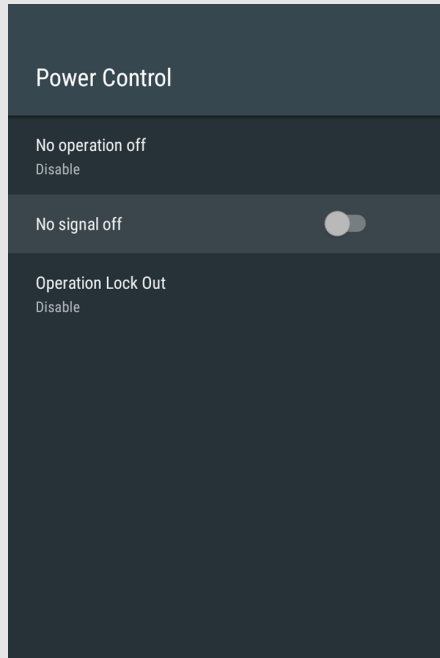 Power Control
No operation off
Disable
No signal off
Operation Lock Out
Disable